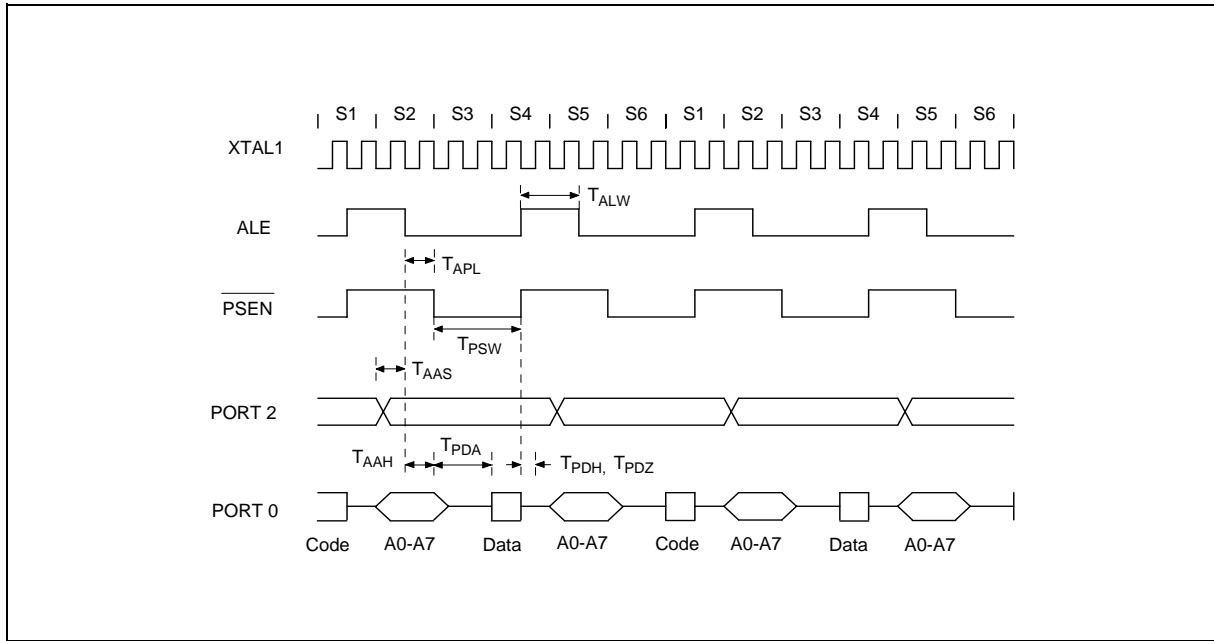 S1 S2 S3 S4 S5 S6 S1 S2 S3 S4 S5 S6
XTAL1
TALW
ALE
TAPL
PSEN
TPSW
TAAS
PORT 2
TAAH TPDA TPDH, TPDZ
PORT 0
Code A0-A7 Data A0-A7 Code A0-A7 Data A0-A7